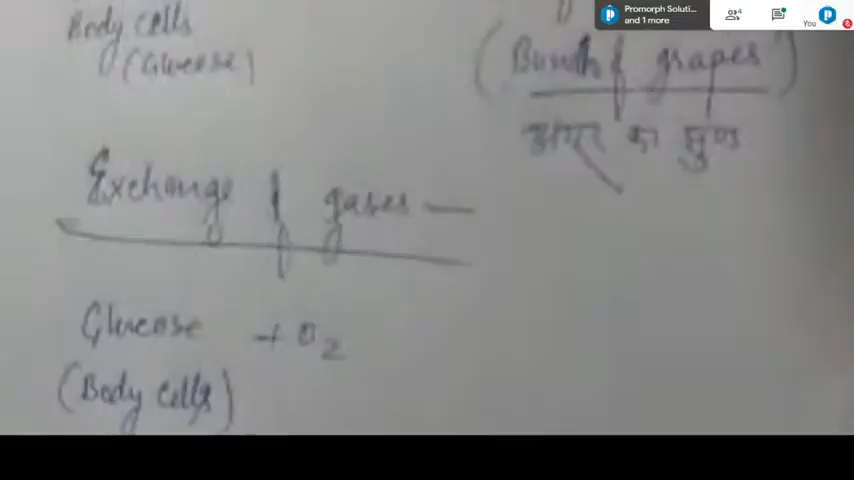 Promorph Soluti...
and 1 more
4
You
Body cells
(Glucose)
(Bunch of grapes)
अंगूर का झुण्ड
Exchange of gases —
Glucose + O2
(Body cells)